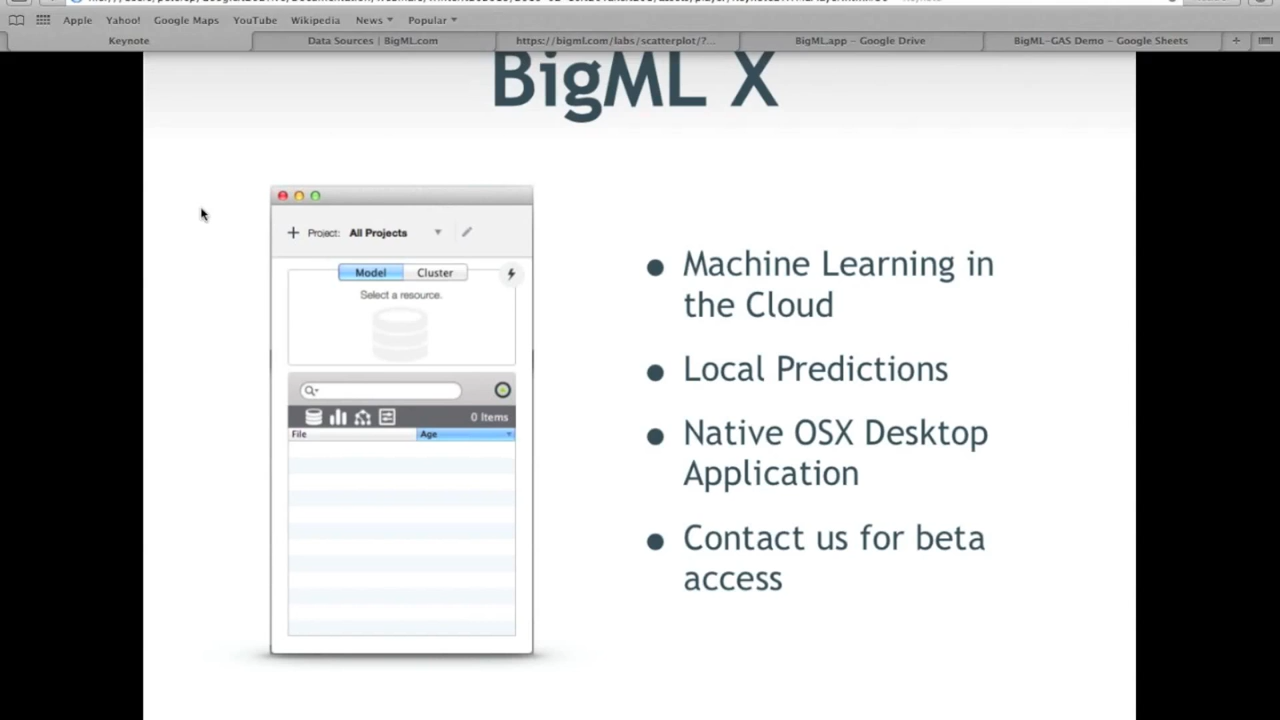 Apple Yahoo! Google Maps YouTube Wikipedia News Popular
Keynote Data Sources | BigML.com https://bigml.com/labs/scatterplot/?... BigML.app – Google Drive BigML-GAS Demo – Google Sheets +
BigML X
+ Project: All Projects
Model Cluster
Select a resource.
0 Items
File Age
• Machine Learning in
the Cloud
• Local Predictions
• Native OSX Desktop
Application
• Contact us for beta
access